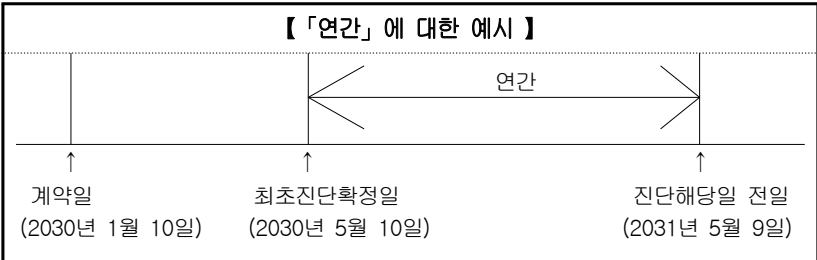 【「연간」에 대한 예시 】
연간
↑ ↑ ↑
계약일 최초진단확정일 진단해당일 전일
(2030년 1월 10일) (2030년 5월 10일) (2031년 5월 9일)